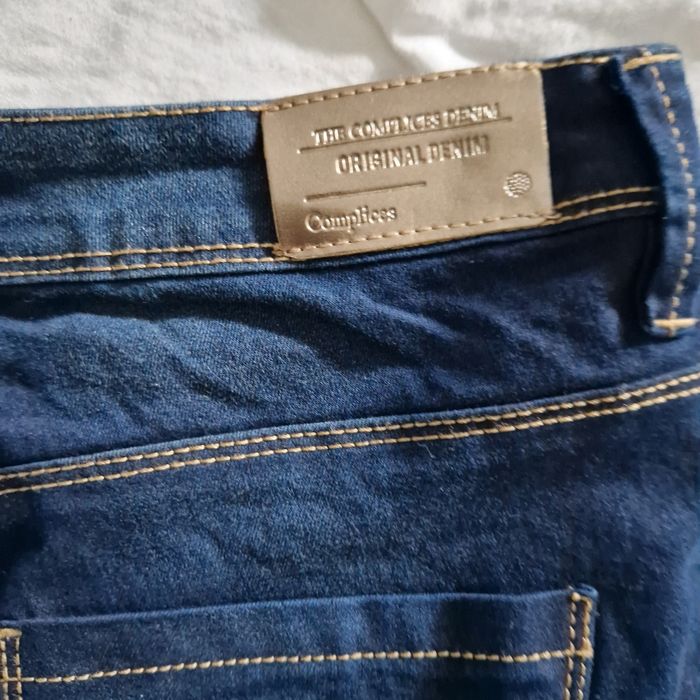 THE COMPLICES DENIM
ORIGINAL DENIM
Complices